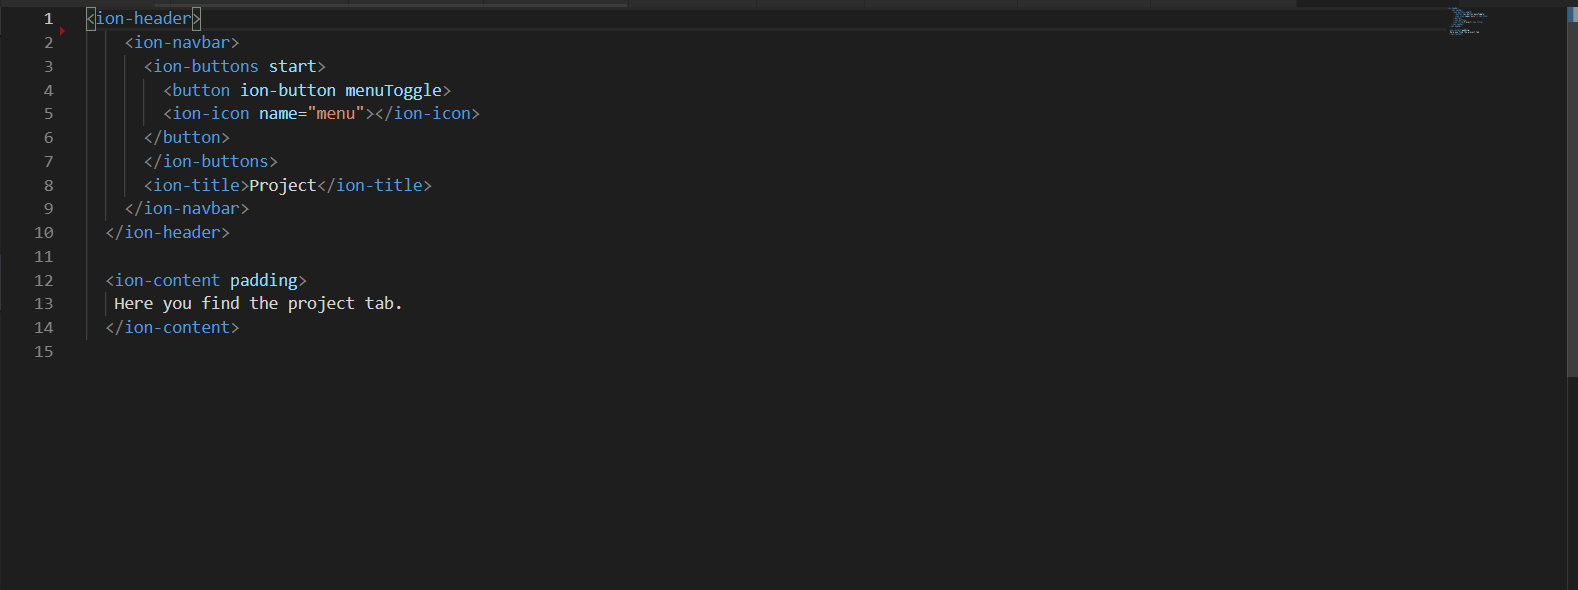 1 <ion-header>
2 <ion-navbar>
3 <ion-buttons start>
4 <button ion-button menuToggle>
5 <ion-icon name="menu"></ion-icon>
6 </button>
7 </ion-buttons>
8 <ion-title>Project</ion-title>
9 </ion-navbar>
10 </ion-header>
11
12 <ion-content padding>
13 Here you find the project tab.
14 </ion-content>
15